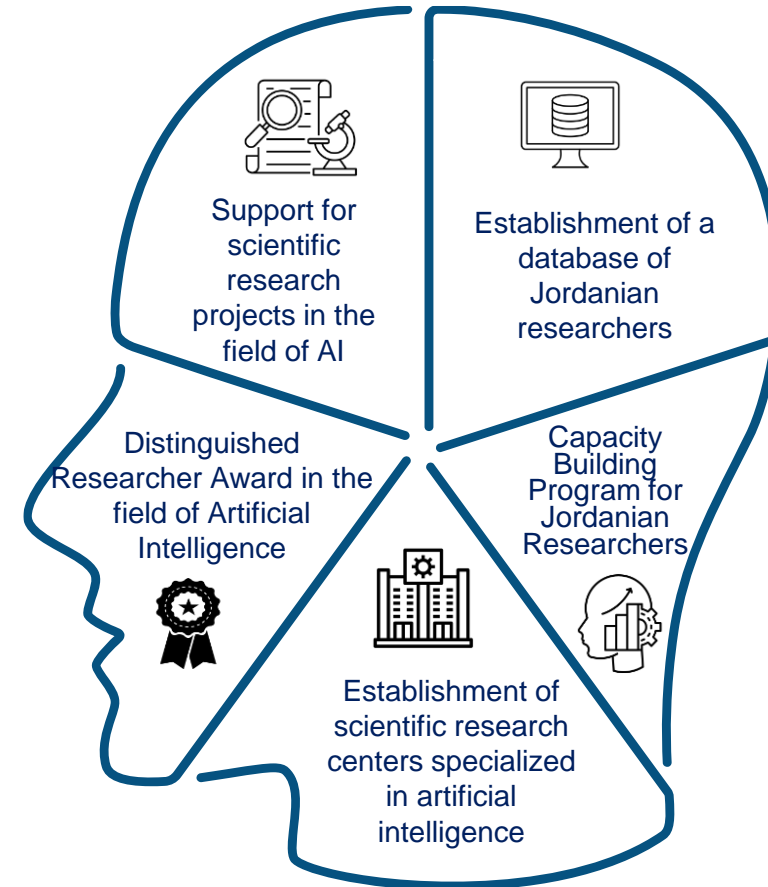 Support for
scientific
research
projects in the
field of AI
Establishment of a
database of
Jordanian
researchers
Distinguished
Researcher Award in the
field of Artificial
Intelligence
Capacity
Building
Program for
Jordanian
Researchers
Establishment of
scientific research
centers specialized
in artificial
intelligence